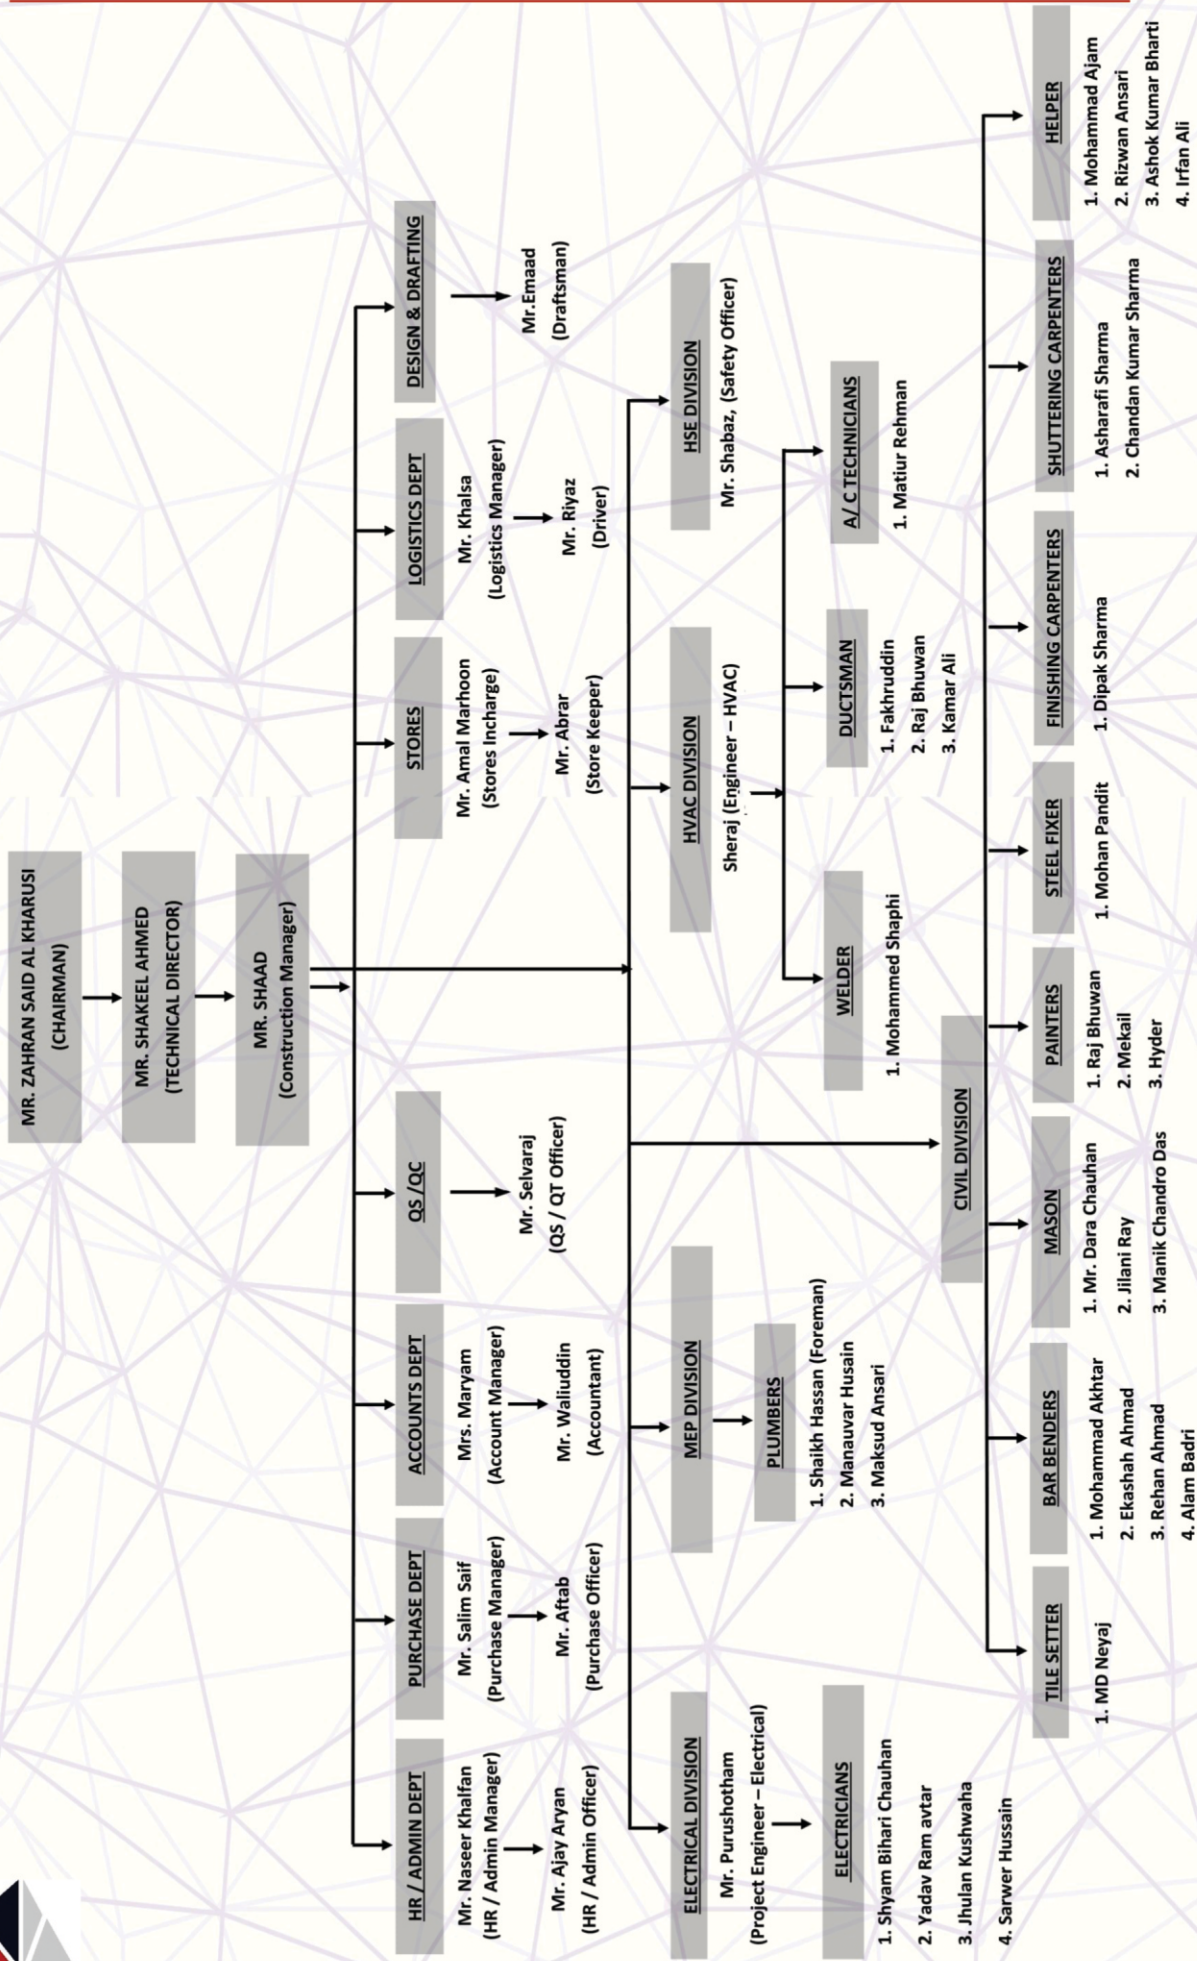 MR. ZAHRAN SAID AL KHARUSI
(CHAIRMAN)
MR. SHAKEEL AHMED
(TECHNICAL DIRECTOR)
MR. SHAAD
(Construction Manager)
HR / ADMIN DEPT
Mr. Naseer Khalfan
(HR / Admin Manager)
Mr. Ajay Aryan
(HR / Admin Officer)
PURCHASE DEPT
Mr. Salim Saif
(Purchase Manager)
Mr. Aftab
(Purchase Officer)
ACCOUNTS DEPT
Mrs. Maryam
(Account Manager)
Mr. Waliuddin
(Accountant)
QS /QC
Mr. Selvaraj
(QS / QT Officer)
STORES
Mr. Amal Marhoon
(Stores Incharge)
Mr. Abrar
(Store Keeper)
LOGISTICS DEPT
Mr. Khalsa
(Logistics Manager)
Mr. Riyaz
(Driver)
DESIGN & DRAFTING
Mr.Emaad
(Draftsman)
ELECTRICAL DIVISION
Mr. Purushotham
(Project Engineer – Electrical)
ELECTRICIANS
1. Shyam Bihari Chauhan
2. Yadav Ram avtar
3. Jhulan Kushwaha
4. Sarwer Hussain
MEP DIVISION
PLUMBERS
1. Shaikh Hassan (Foreman)
2. Manauvar Husain
3. Maksud Ansari
HVAC DIVISION
Sheraj (Engineer – HVAC)
WELDER
1. Mohammed Shaphi
DUCTSMAN
1. Fakhruddin
2. Raj Bhuwan
3. Kamar Ali
A/ C TECHNICIANS
1. Matiur Rehman
HSE DIVISION
Mr. Shabaz, (Safety Officer)
CIVIL DIVISION
TILE SETTER
1. MD Neyaj
BAR BENDERS
1. Mohammad Akhtar
2. Ekashah Ahmad
3. Rehan Ahmad
4. Alam Badri
MASON
1. Mr. Dara Chauhan
2. Jilani Ray
3. Manik Chandro Das
PAINTERS
1. Raj Bhuwan
2. Mekail
3. Hyder
STEEL FIXER
1. Mohan Pandit
FINISHING CARPENTERS
1. Dipak Sharma
SHUTTERING CARPENTERS
1. Asharafi Sharma
2. Chandan Kumar Sharma
HELPER
1. Mohammad Ajam
2. Rizwan Ansari
3. Ashok Kumar Bharti
4. Irfan Ali